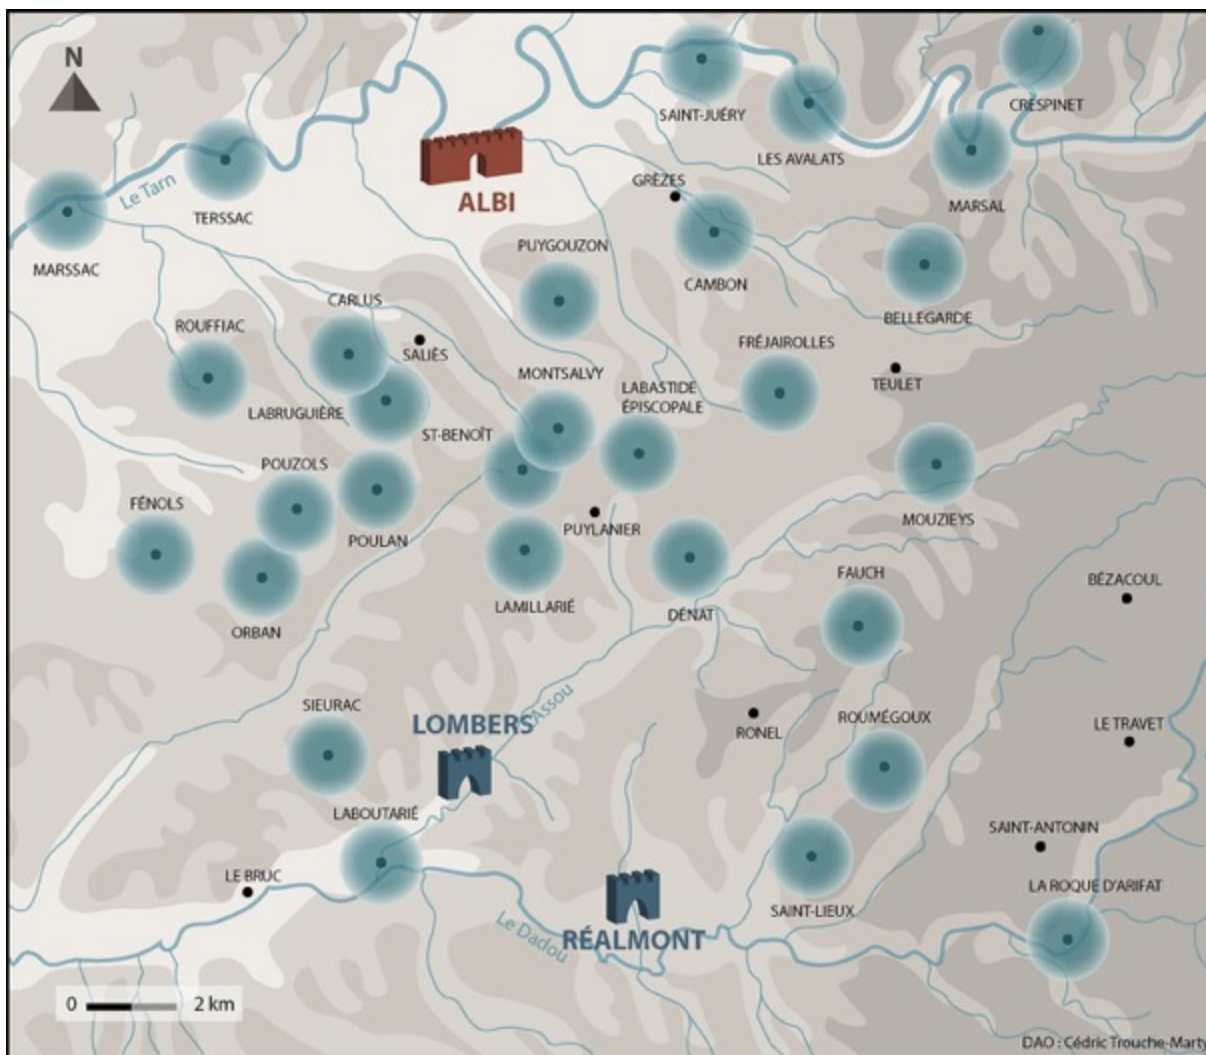 N
CRESPINET
SAINT-JUÉRY
LES AVALATS
Le Tarn
GRÈZES
ALBI
MARSAL
TERSSAC
PUYGOUZON
MARSSAC
CAMBON
CARLUS
BELLEGARDE
ROUFFIAC
FRÉJAIROLLES
SALIÈS
MONTSALVY
TEULET
LABASTIDE
ÉPISCOPALE
LABRUGUIÈRE
ST-BENOÎT
POUZOLS
FÉNOLS
MOUZIEYS
PUYLANIER
POULAN
FAUCH
BÉZACOUL
LAMILLARIÉ
DÉNAT
ORBAN
L'Assou
SIEURAC
ROUMÉGOUX
LOMBERS
LE TRAVET
RONEL
LABOUTARIÉ
SAINT-ANTONIN
LE BRUC
LA ROQUE D'ARIFAT
SAINT-LIEUX
Le Dadou
RÉALMONT
0 2 km
DAO : Cédric Trouche-Marty